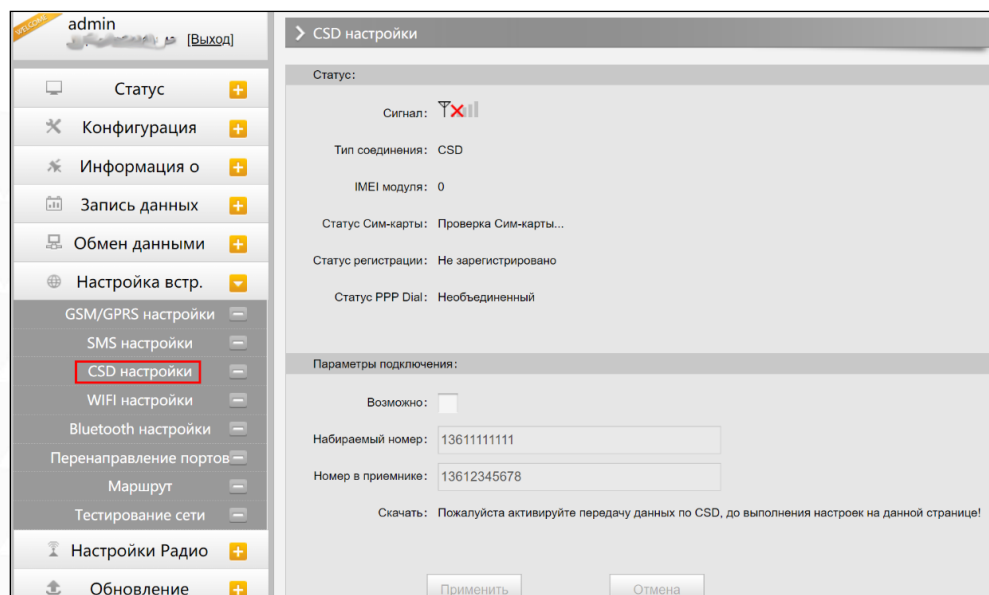 WELCOME
admin
[Выход]
Статус
Конфигурация
Информация о
Запись данных
Обмен данными
Настройка встр.
GSM/GPRS настройки
SMS настройки
CSD настройки
WIFI настройки
Bluetooth настройки
Перенаправление портов
Маршрут
Тестирование сети
Настройки Радио
Обновление
CSD настройки
Статус:
Сигнал:
Тип соединения: CSD
IMEI модуля: 0
Статус Сим-карты: Проверка Сим-карты...
Статус регистрации: Не зарегистрировано
Статус PPP Dial: Необъединенный
Параметры подключения:
Возможно:
Набираемый номер: 13611111111
Номер в приемнике: 13612345678
Скачать: Пожалуйста активируйте передачу данных по CSD, до выполнения настроек на данной странице!
Применить Отмена